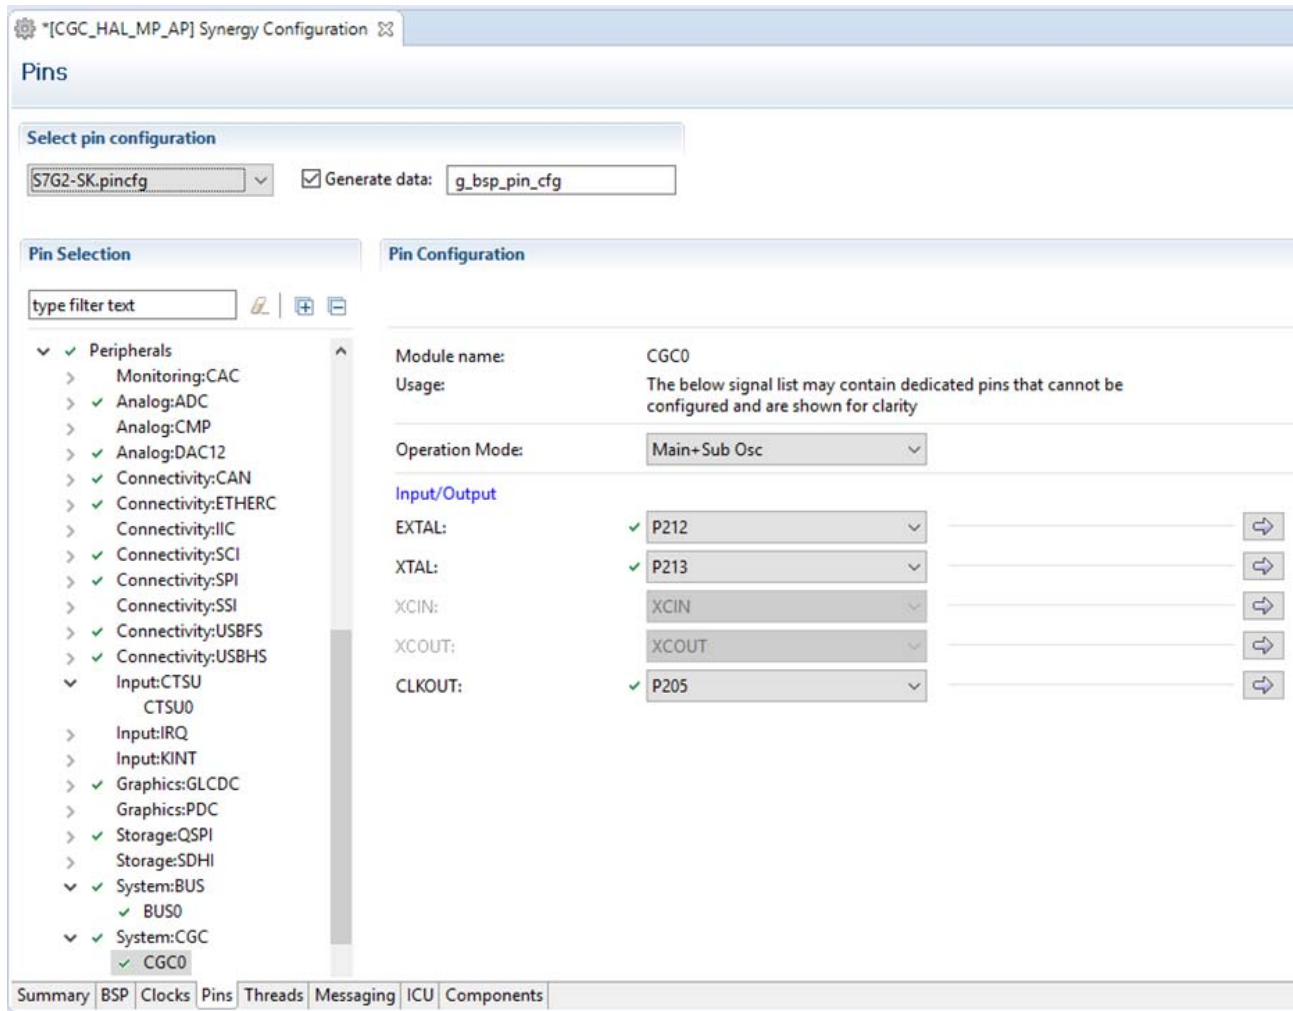 *[CGC_HAL_MP_AP] Synergy Configuration
Pins
Select pin configuration
S7G2-SK.pincfg
Generate data:
g_bsp_pin_cfg
Pin Selection
type filter text
Peripherals
Monitoring:CAC
Analog:ADC
Analog:CMP
Analog:DAC12
Connectivity:CAN
Connectivity:ETHERC
Connectivity:IIC
Connectivity:SCI
Connectivity:SPI
Connectivity:SSI
Connectivity:USBFS
Connectivity:USBHS
Input:CTSU
CTSU0
Input:IRQ
Input:KINT
Graphics:GLCDC
Graphics:PDC
Storage:QSPI
Storage:SDHI
System:BUS
BUS0
System:CGC
CGC0
Pin Configuration
Module name: CGC0
Usage: The below signal list may contain dedicated pins that cannot be
configured and are shown for clarity
Operation Mode: Main+Sub Osc
Input/Output
EXTAL: P212
XTAL: P213
XCIN: XCIN
XCOUT: XCOUT
CLKOUT: P205
Summary BSP Clocks Pins Threads Messaging ICU Components